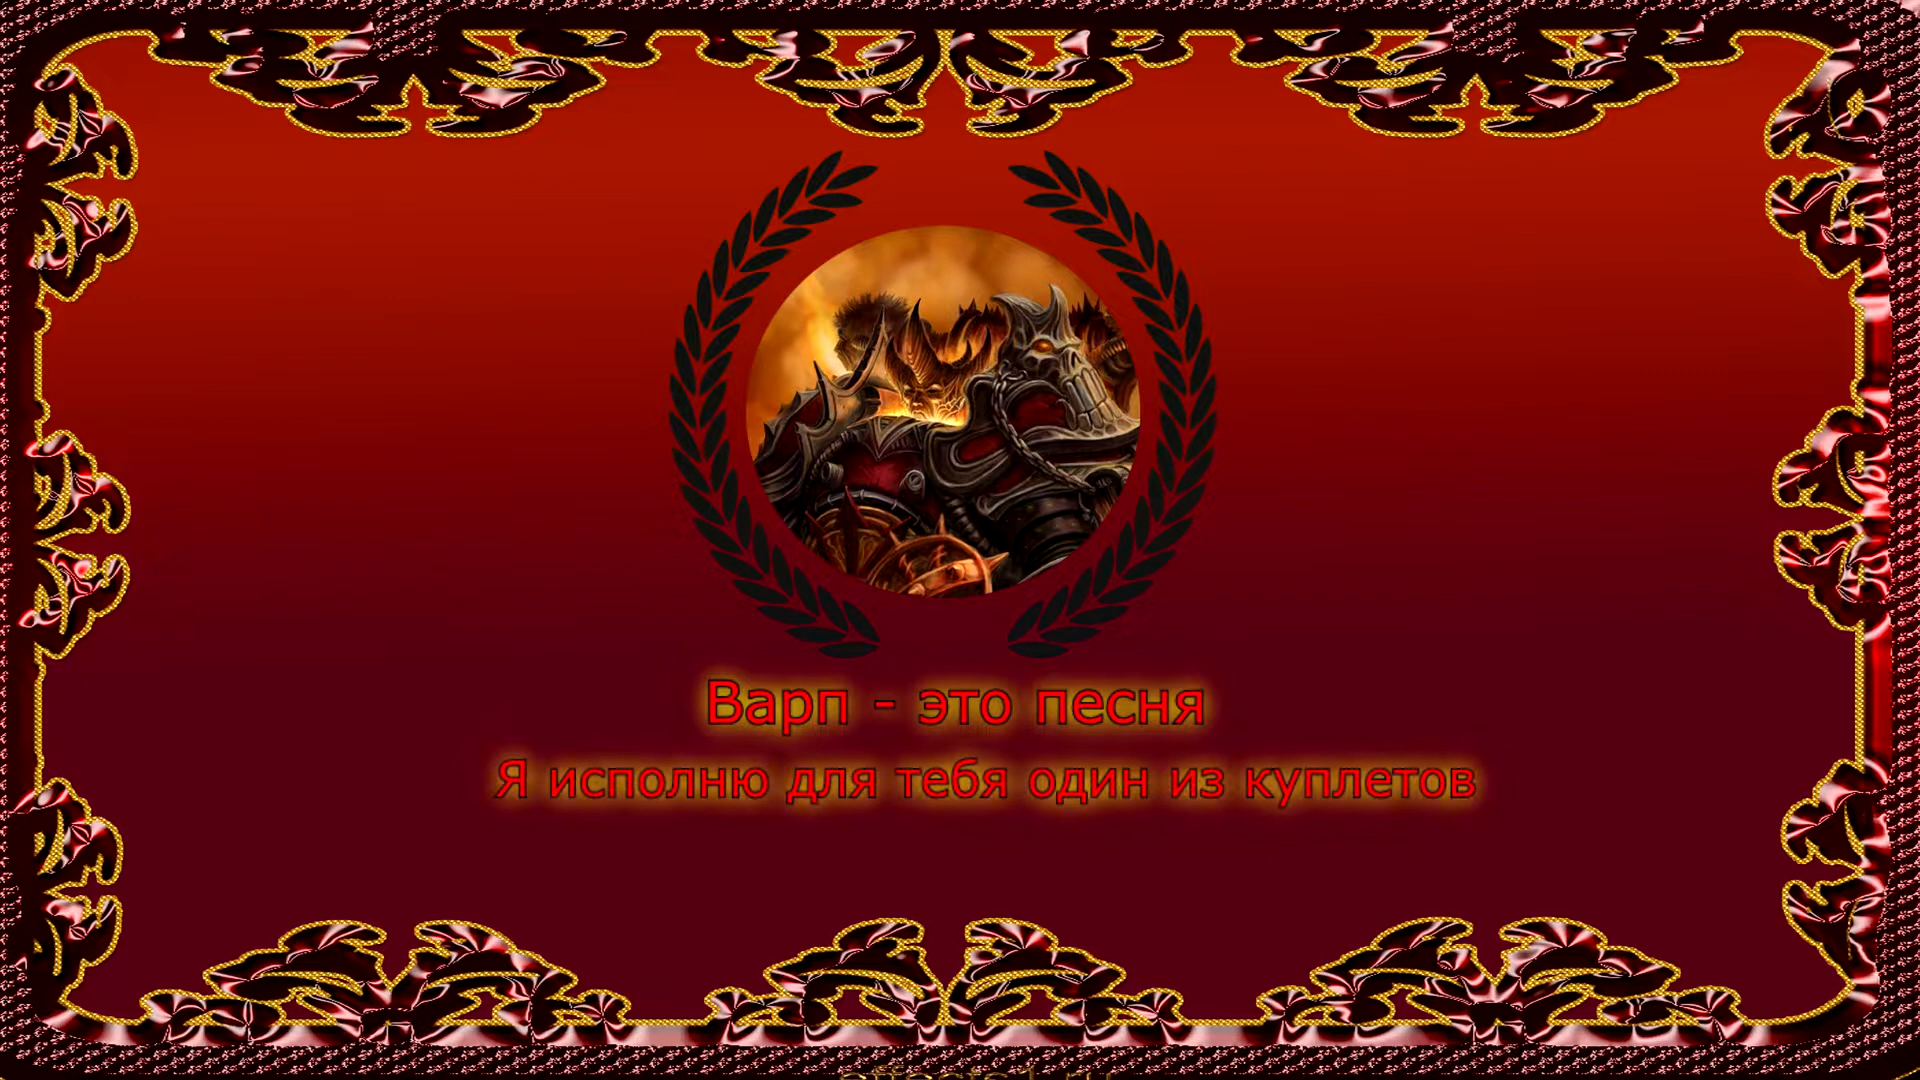 Варп - это песня
Я исполню для тебя один из куплетов